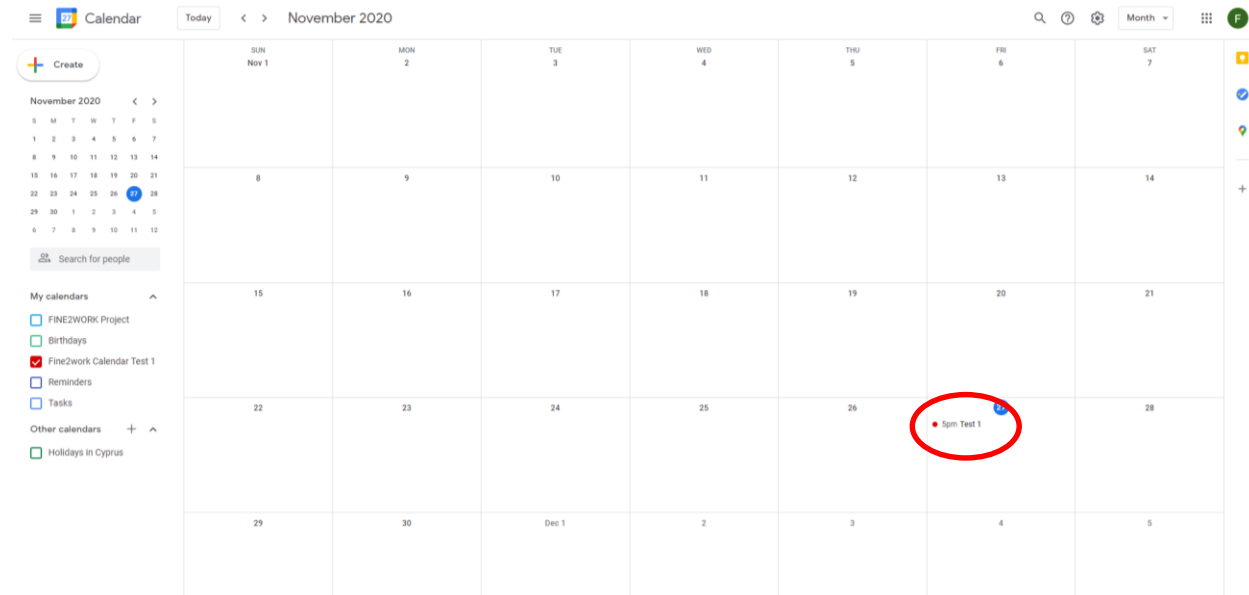 27 Calendar Today November 2020 Month F
Create
November 2020
S M T W T F S
1 2 3 4 5 6 7
8 9 10 11 12 13 14
15 16 17 18 19 20 21
22 23 24 25 26 27 28
29 30 1 2 3 4 5
6 7 8 9 10 11 12
Search for people
My calendars
FINE2WORK Project
Birthdays
Fine2work Calendar Test 1
Reminders
Tasks
Other calendars
Holidays in Cyprus
SUN MON TUE WED THU FRI SAT
Nov 1 2 3 4 5 6 7
8 9 10 11 12 13 14
15 16 17 18 19 20 21
22 23 24 25 26 27 28
5pm Test 1
29 30 Dec 1 2 3 4 5